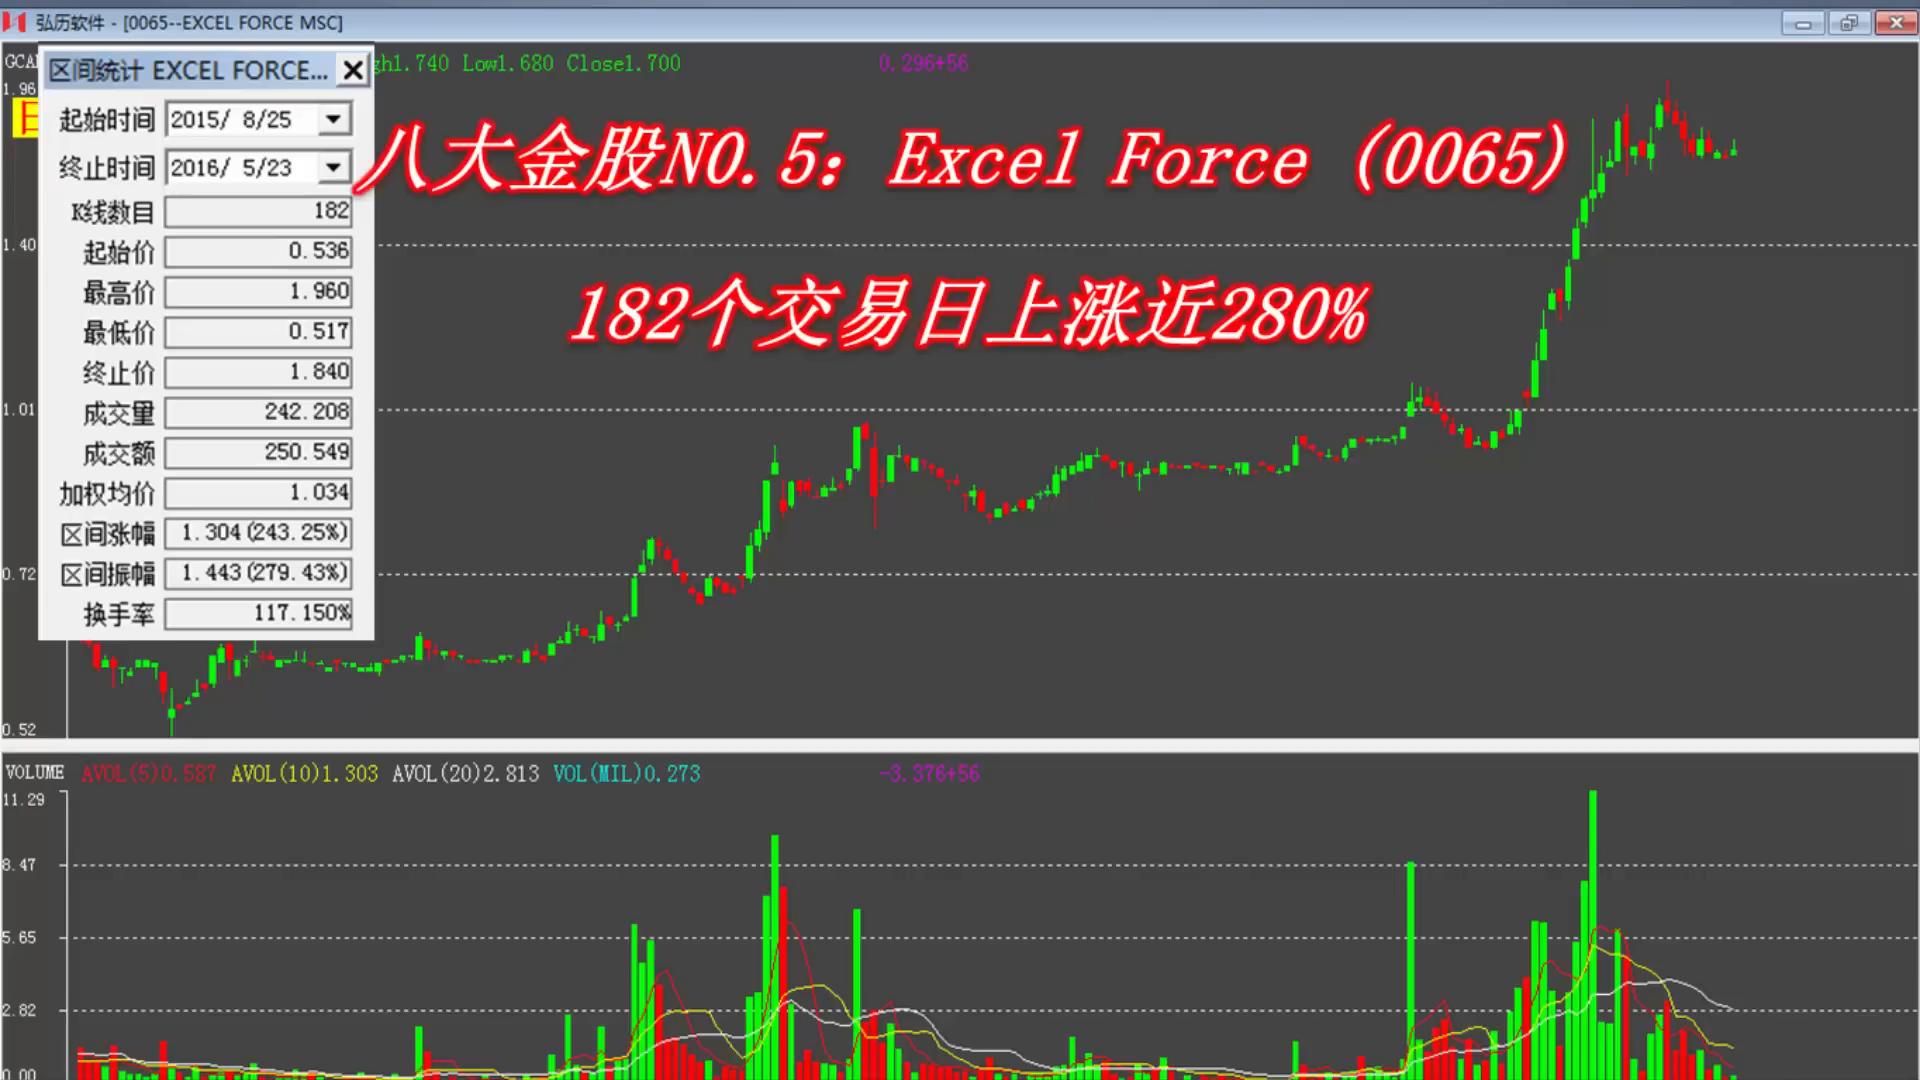 弘历软件 - [0065--EXCEL FORCE MSC]
High1.740 Low1.680 Close1.700 0.296+56
区间统计 EXCEL FORCE...
起始时间 2015/ 8/25
终止时间 2016/ 5/23
K线数目 182
起始价 0.536
最高价 1.960
最低价 0.517
终止价 1.840
成交量 242.208
成交额 250.549
加权均价 1.034
区间涨幅 1.304(243.25%)
区间振幅 1.443(279.43%)
换手率 117.150%
八大金股NO.5：Excel Force (0065)
182个交易日上涨近280%
1.96
日
1.40
1.01
0.72
0.52
VOLUME AVOL(5)0.587 AVOL(10)1.303 AVOL(20)2.813 VOL(MIL)0.273 -3.376+56
11.29
8.47
5.65
2.82
0.00